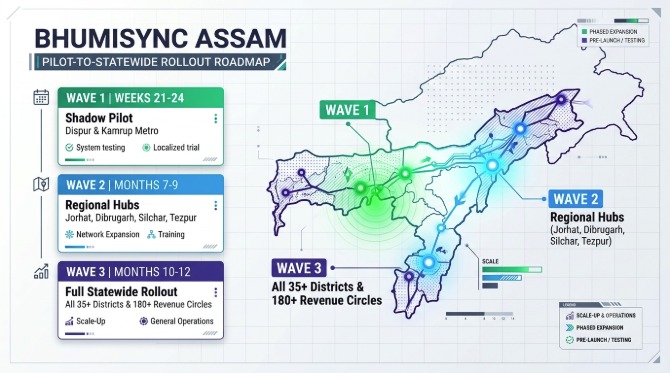 BHUMISYNC ASSAM
PILOT-TO-STATEWIDE ROLLOUT ROADMAP
WAVE 1 | WEEKS 21-24
Shadow Pilot
Dispur & Kamrup Metro
System testing
Localized trial
WAVE 2 | MONTHS 7-9
Regional Hubs
Jorhat, Dibrugarh, Silchar, Tezpur
Network Expansion
Training
WAVE 3 | MONTHS 10-12
Full Statewide Rollout
All 35+ Districts & 180+ Revenue Circles
Scale-Up
General Operations
PHASED EXPANSION
PRE-LAUNCH / TESTING
WAVE 1
WAVE 2
Regional Hubs
(Jorhat, Dibrugarh,
Silchar, Tezpur)
WAVE 3
All 35+ Districts &
180+ Revenue Circles
SCALE
LEGEND
SCALE-UP & OPERATIONS
PHASED EXPANSION
PRE-LAUNCH / TESTING